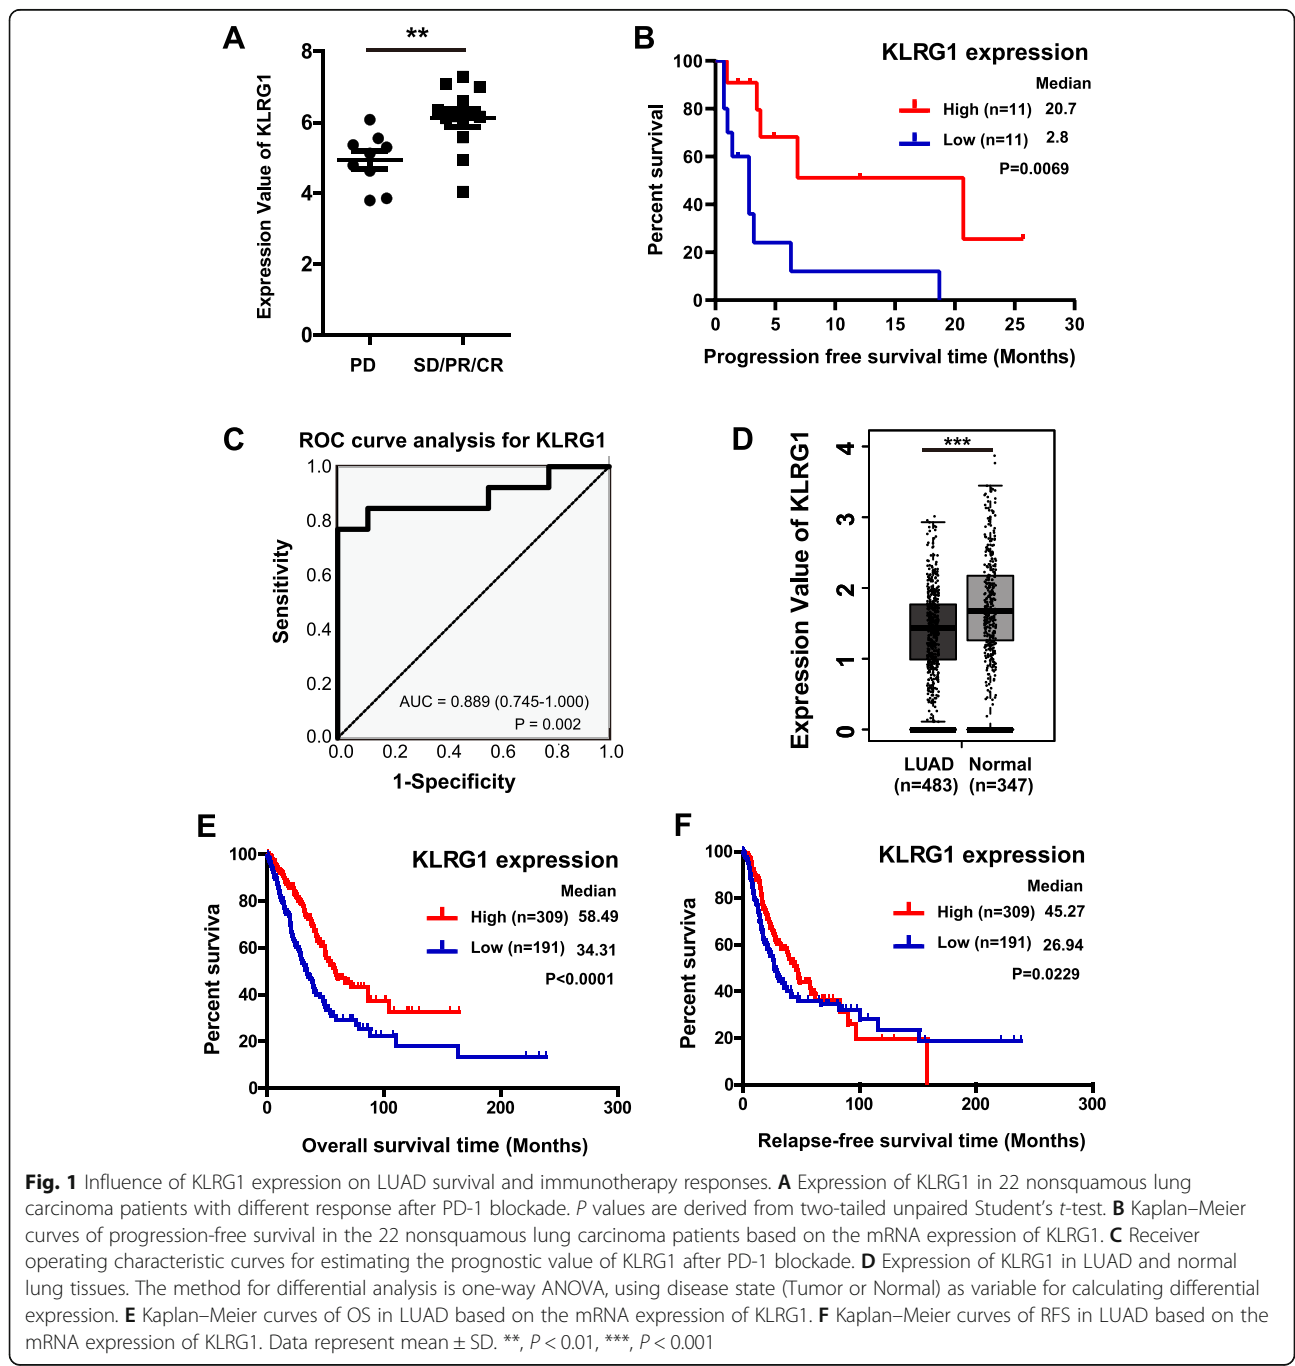 A
**
Expression Value of KLRG1
8
6
4
2
0
PD SD/PR/CR
B
KLRG1 expression
Median
High (n=11) 20.7
Low (n=11) 2.8
P=0.0069
Percent survival
100
80
60
40
20
0
0 5 10 15 20 25 30
Progression free survival time (Months)
C
ROC curve analysis for KLRG1
Sensitivity
1.0
0.8
0.6
0.4
0.2
0.0
AUC = 0.889 (0.745-1.000)
P = 0.002
0.0 0.2 0.4 0.6 0.8 1.0
1-Specificity
D
***
Expression Value of KLRG1
4
3
2
1
0
LUAD Normal
(n=483) (n=347)
E
KLRG1 expression
Median
High (n=309) 58.49
Low (n=191) 34.31
P<0.0001
Percent surviva
100
80
60
40
20
0
0 100 200 300
Overall survival time (Months)
F
KLRG1 expression
Median
High (n=309) 45.27
Low (n=191) 26.94
P=0.0229
Percent surviva
100
80
60
40
20
0
0 100 200 300
Relapse-free survival time (Months)
Fig. 1 Influence of KLRG1 expression on LUAD survival and immunotherapy responses. A Expression of KLRG1 in 22 nonsquamous lung
carcinoma patients with different response after PD-1 blockade. P values are derived from two-tailed unpaired Student's t-test. B Kaplan–Meier
curves of progression-free survival in the 22 nonsquamous lung carcinoma patients based on the mRNA expression of KLRG1. C Receiver
operating characteristic curves for estimating the prognostic value of KLRG1 after PD-1 blockade. D Expression of KLRG1 in LUAD and normal
lung tissues. The method for differential analysis is one-way ANOVA, using disease state (Tumor or Normal) as variable for calculating differential
expression. E Kaplan–Meier curves of OS in LUAD based on the mRNA expression of KLRG1. F Kaplan–Meier curves of RFS in LUAD based on the
mRNA expression of KLRG1. Data represent mean ± SD. **, P < 0.01, ***, P < 0.001